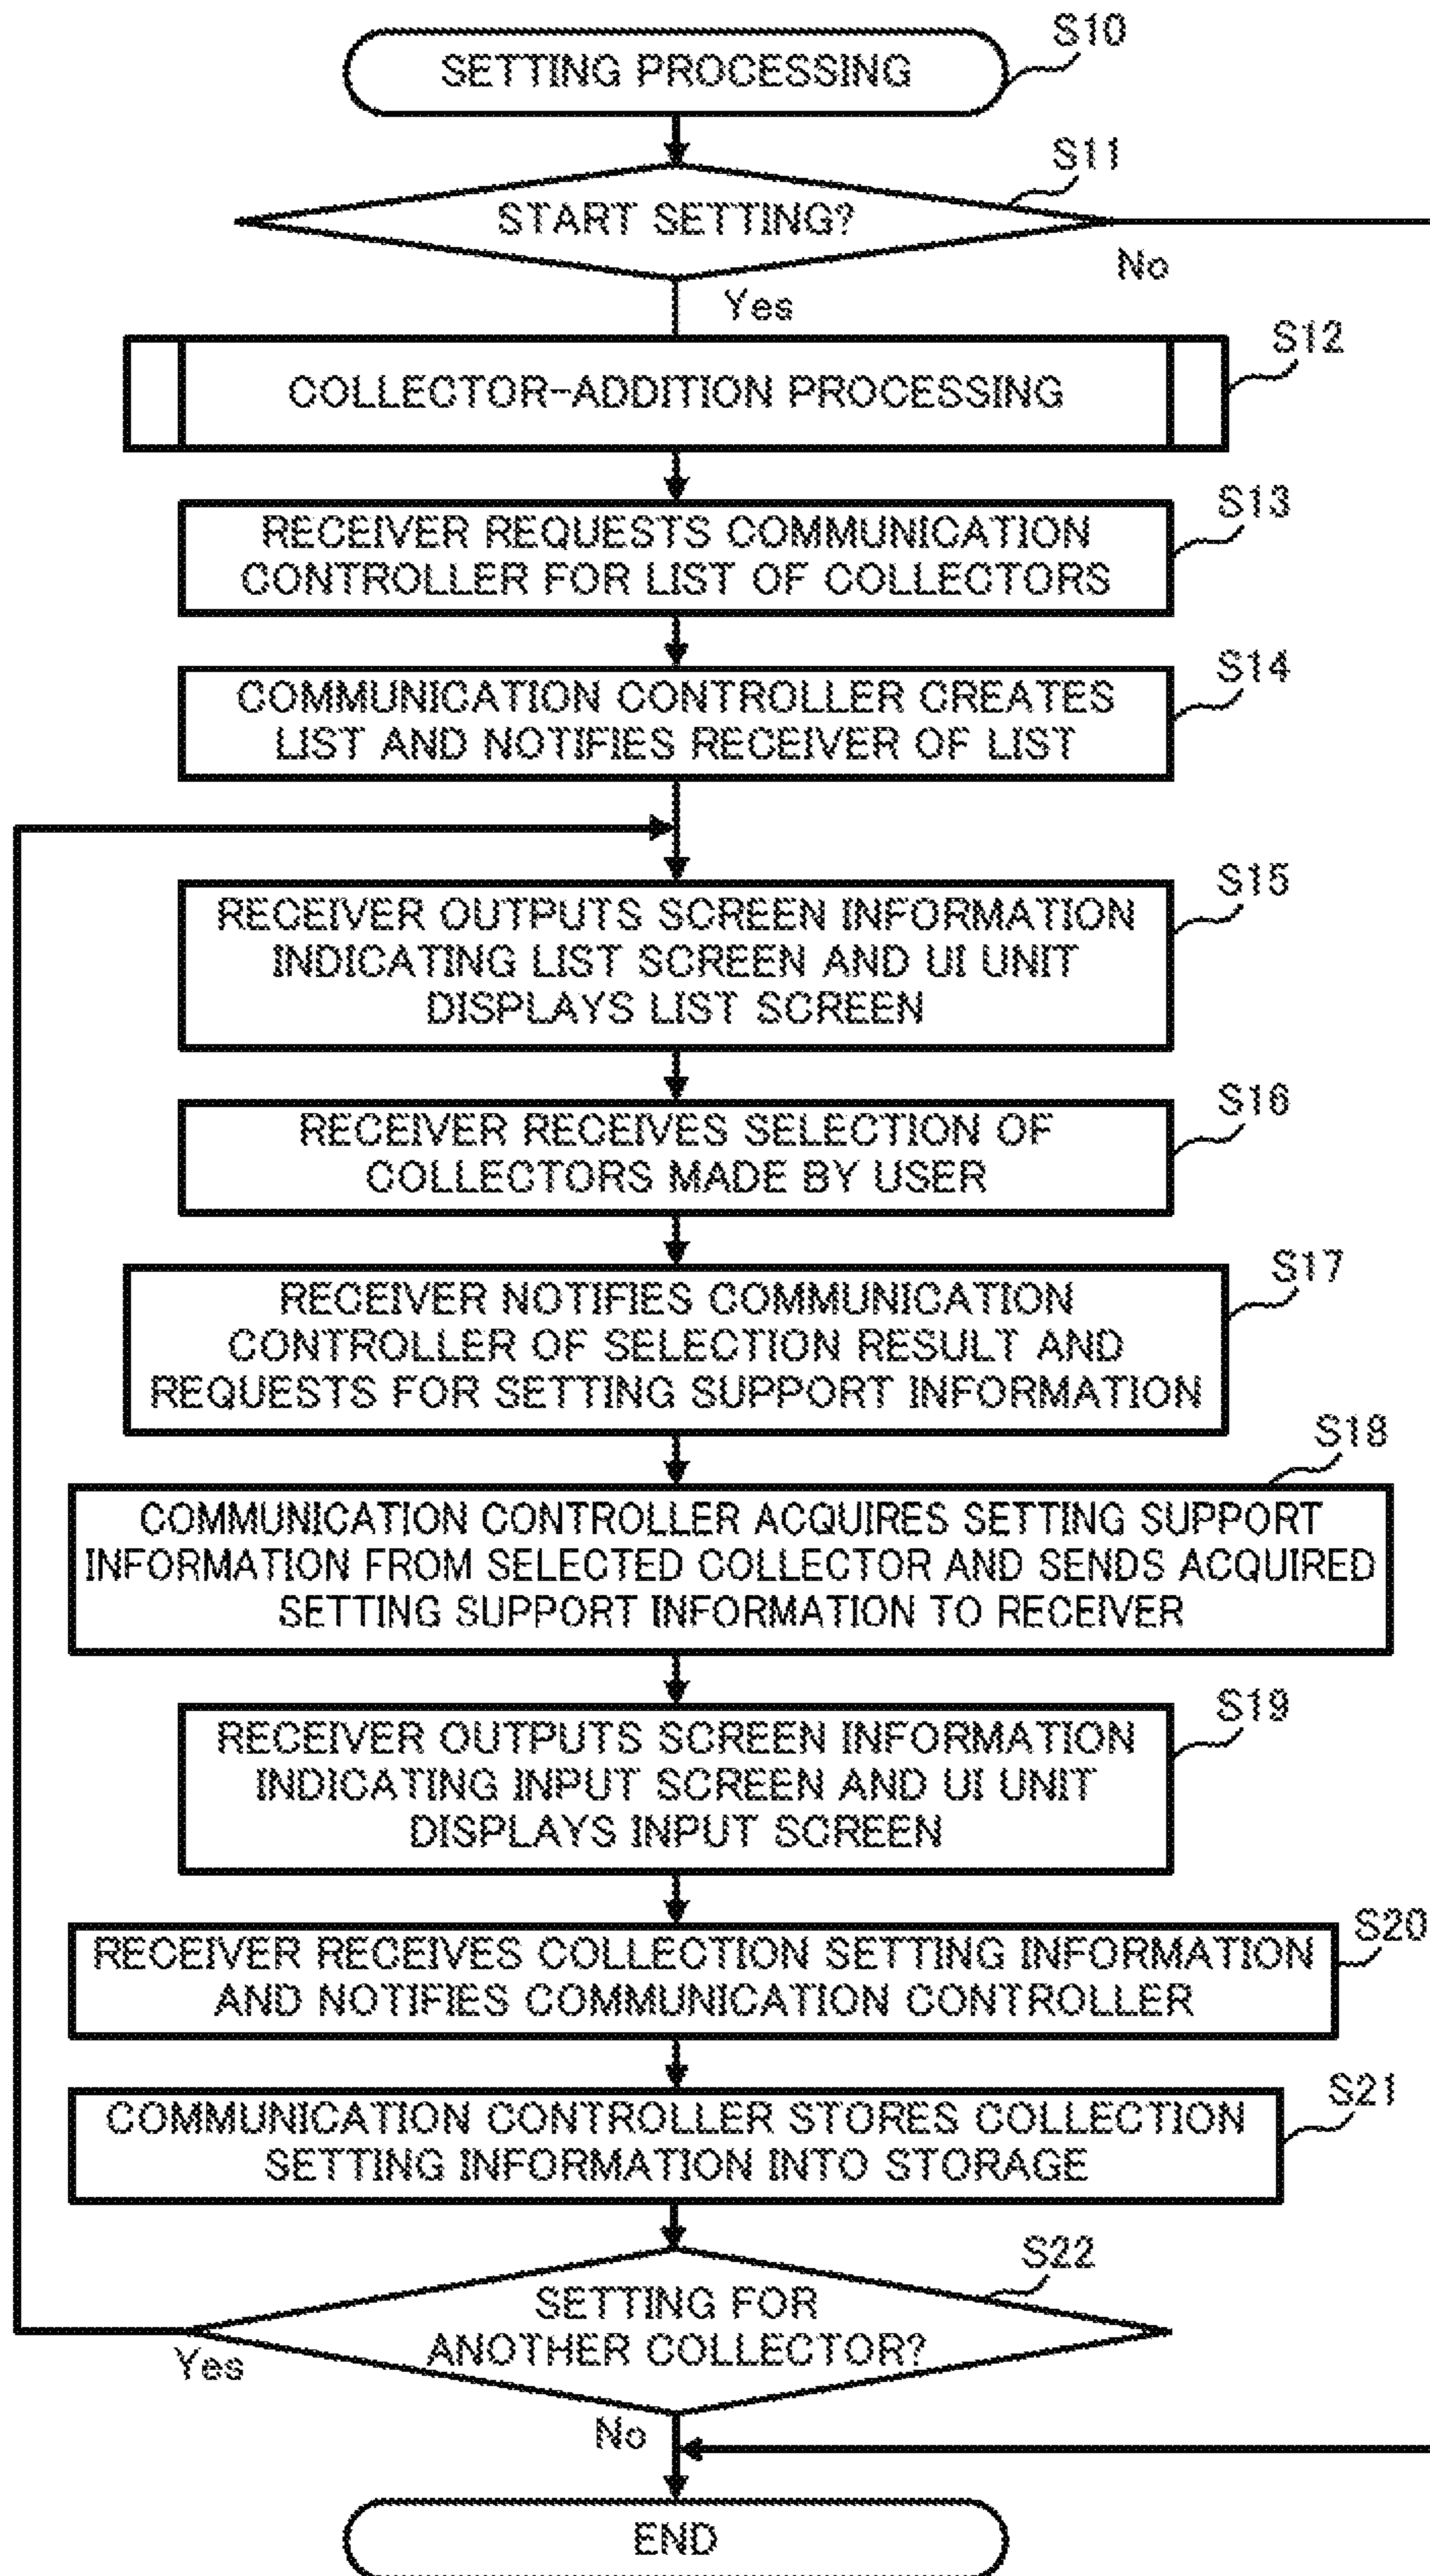 S10
SETTING PROCESSING
S11
START SETTING?
No
Yes
S12
COLLECTOR-ADDITION PROCESSING
S13
RECEIVER REQUESTS COMMUNICATION
CONTROLLER FOR LIST OF COLLECTORS
S14
COMMUNICATION CONTROLLER CREATES
LIST AND NOTIFIES RECEIVER OF LIST
S15
RECEIVER OUTPUTS SCREEN INFORMATION
INDICATING LIST SCREEN AND UI UNIT
DISPLAYS LIST SCREEN
S16
RECEIVER RECEIVES SELECTION OF
COLLECTORS MADE BY USER
S17
RECEIVER NOTIFIES COMMUNICATION
CONTROLLER OF SELECTION RESULT AND
REQUESTS FOR SETTING SUPPORT INFORMATION
S18
COMMUNICATION CONTROLLER ACQUIRES SETTING SUPPORT
INFORMATION FROM SELECTED COLLECTOR AND SENDS ACQUIRED
SETTING SUPPORT INFORMATION TO RECEIVER
S19
RECEIVER OUTPUTS SCREEN INFORMATION
INDICATING INPUT SCREEN AND UI UNIT
DISPLAYS INPUT SCREEN
S20
RECEIVER RECEIVES COLLECTION SETTING INFORMATION
AND NOTIFIES COMMUNICATION CONTROLLER
S21
COMMUNICATION CONTROLLER STORES COLLECTION
SETTING INFORMATION INTO STORAGE
S22
SETTING FOR
ANOTHER COLLECTOR?
Yes
No
END